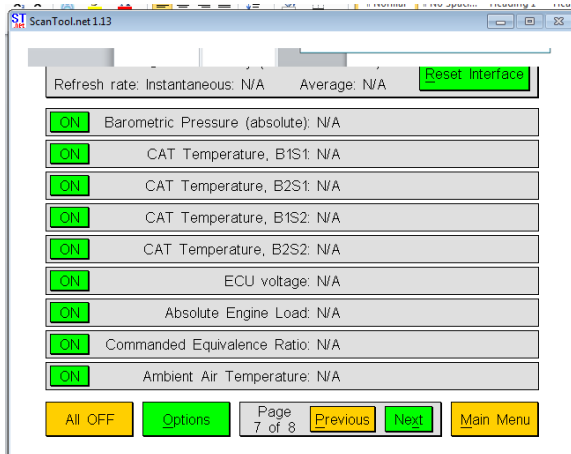 ScanTool.net 1.13
Reset Interface
Refresh rate: Instantaneous: N/A Average: N/A
ON Barometric Pressure (absolute): N/A
ON CAT Temperature, B1S1: N/A
ON CAT Temperature, B2S1: N/A
ON CAT Temperature, B1S2: N/A
ON CAT Temperature, B2S2: N/A
ON ECU voltage: N/A
ON Absolute Engine Load: N/A
ON Commanded Equivalence Ratio: N/A
ON Ambient Air Temperature: N/A
All OFF Options Page 7 of 8 Previous Next Main Menu